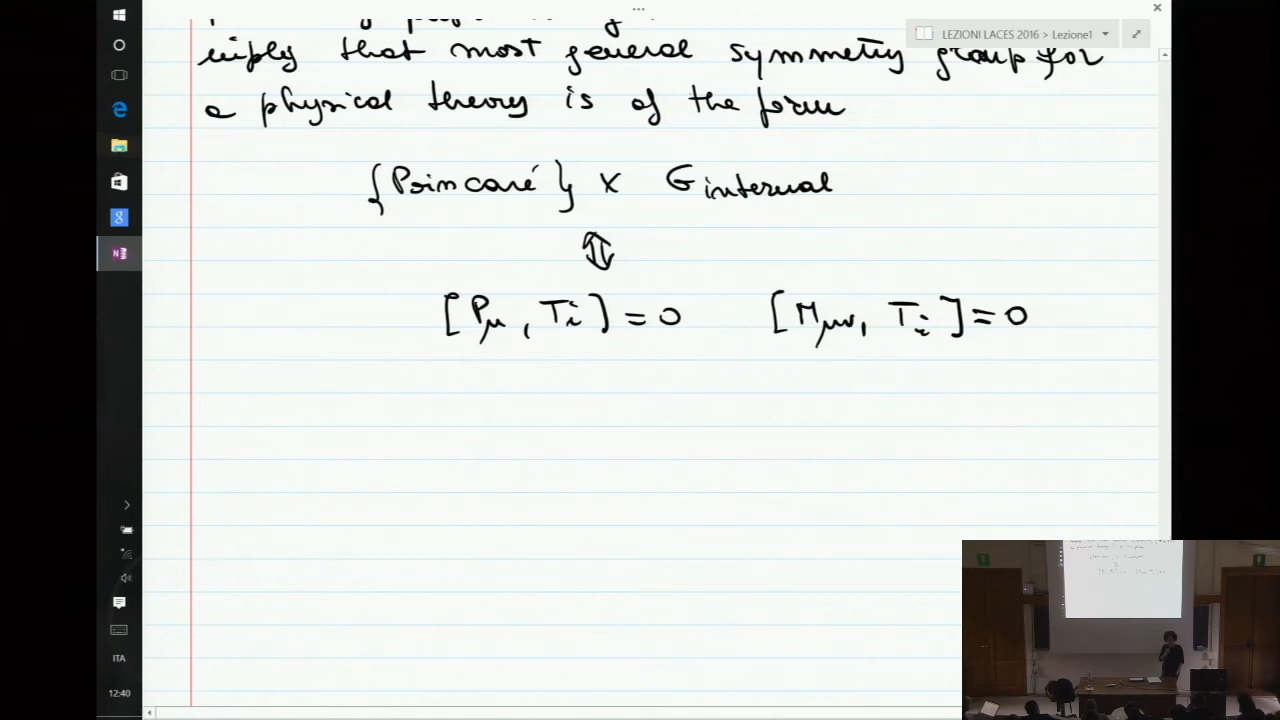 LEZIONI LACES 2016 > Lezione1
imply that most general symmetry group for
a physical theory is of the form
{Poincaré} x G internal
⇕
[Pμ, Ti] = 0 [Mμν, Ti] = 0
ITA
12:40